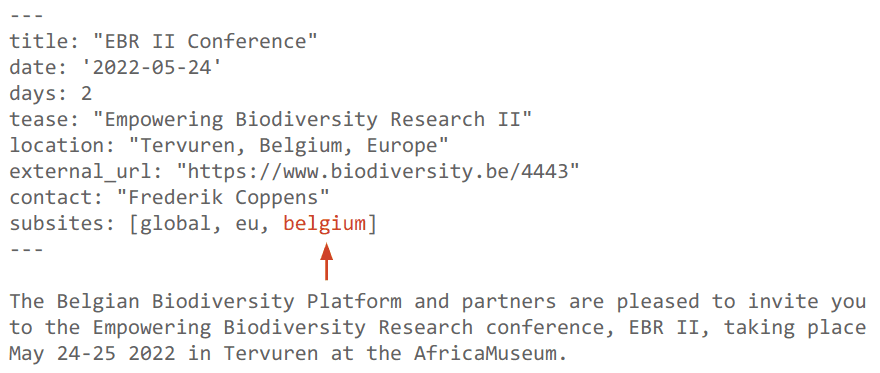 ---
title: "EBR II Conference"
date: '2022-05-24'
days: 2
tease: "Empowering Biodiversity Research II"
location: "Tervuren, Belgium, Europe"
external_url: "https://www.biodiversity.be/4443"
contact: "Frederik Coppens"
subsites: [global, eu, belgium]
---
The Belgian Biodiversity Platform and partners are pleased to invite you
to the Empowering Biodiversity Research conference, EBR II, taking place
May 24-25 2022 in Tervuren at the AfricaMuseum.